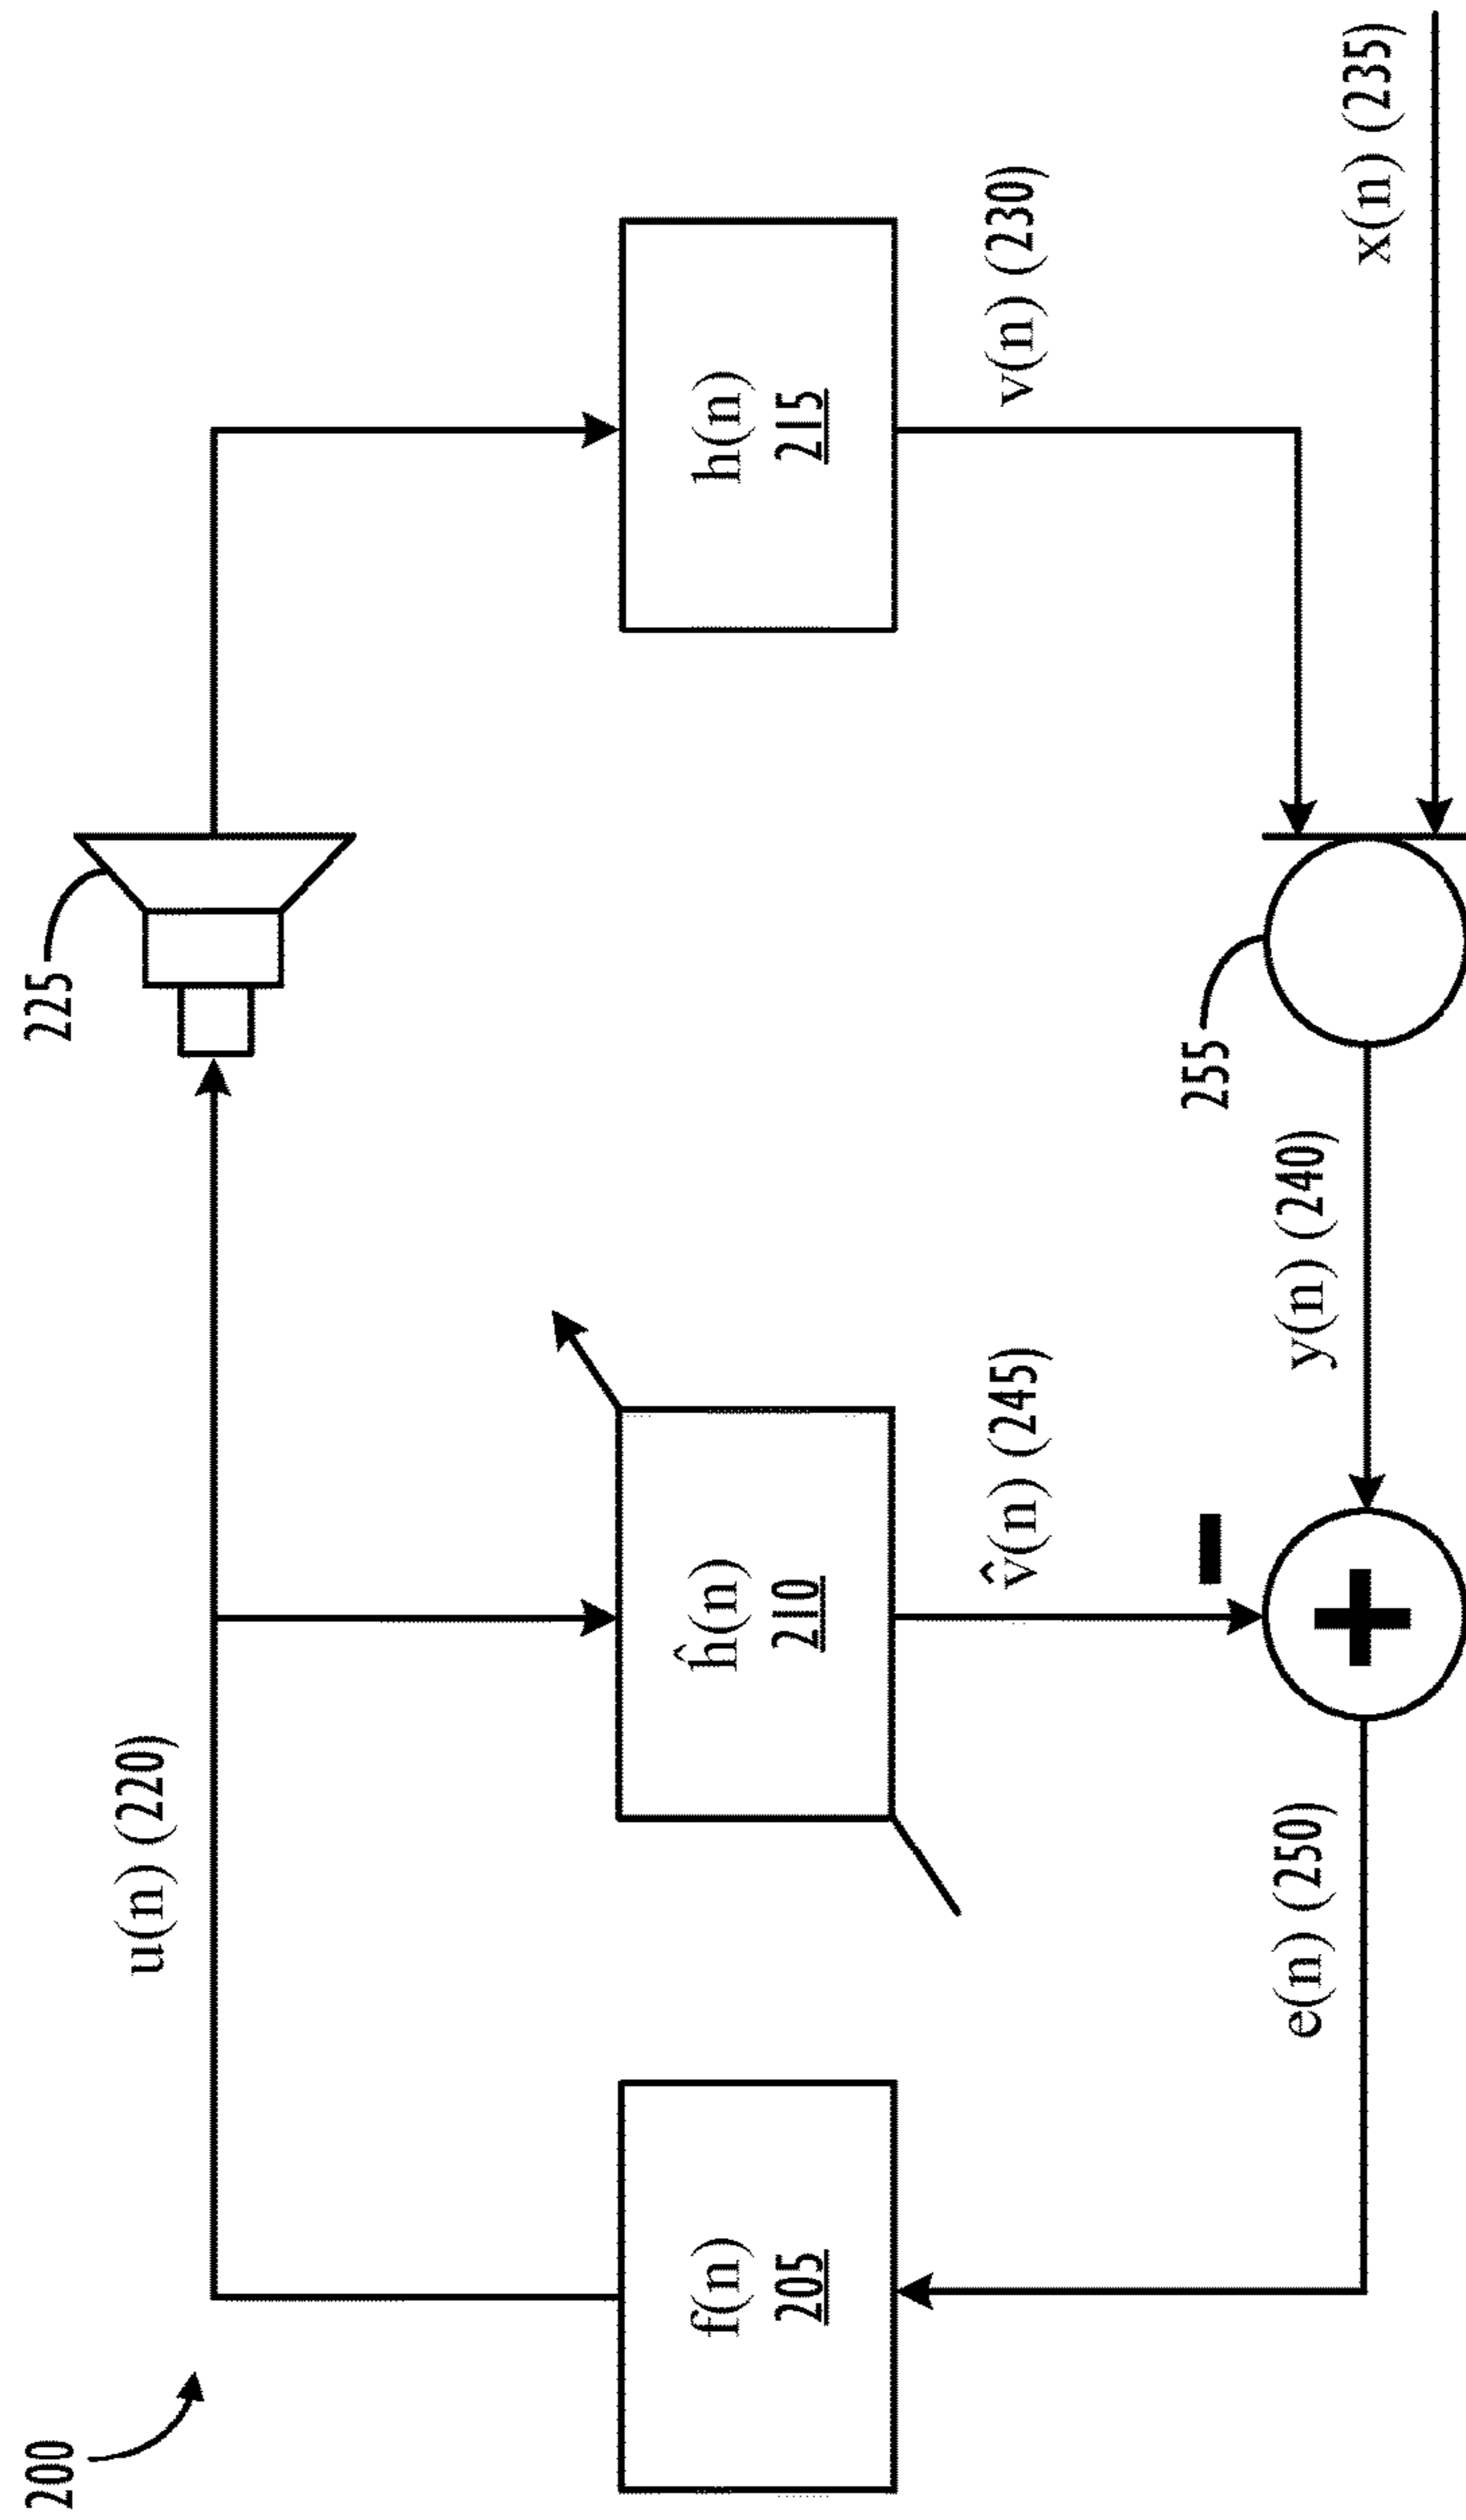 200
u(n) (220)
225
f(n)
205
ĥ(n)
210
h(n)
215
v̂(n) (245)
v(n) (230)
e(n) (250)
y(n) (240)
255
x(n) (235)
−
+